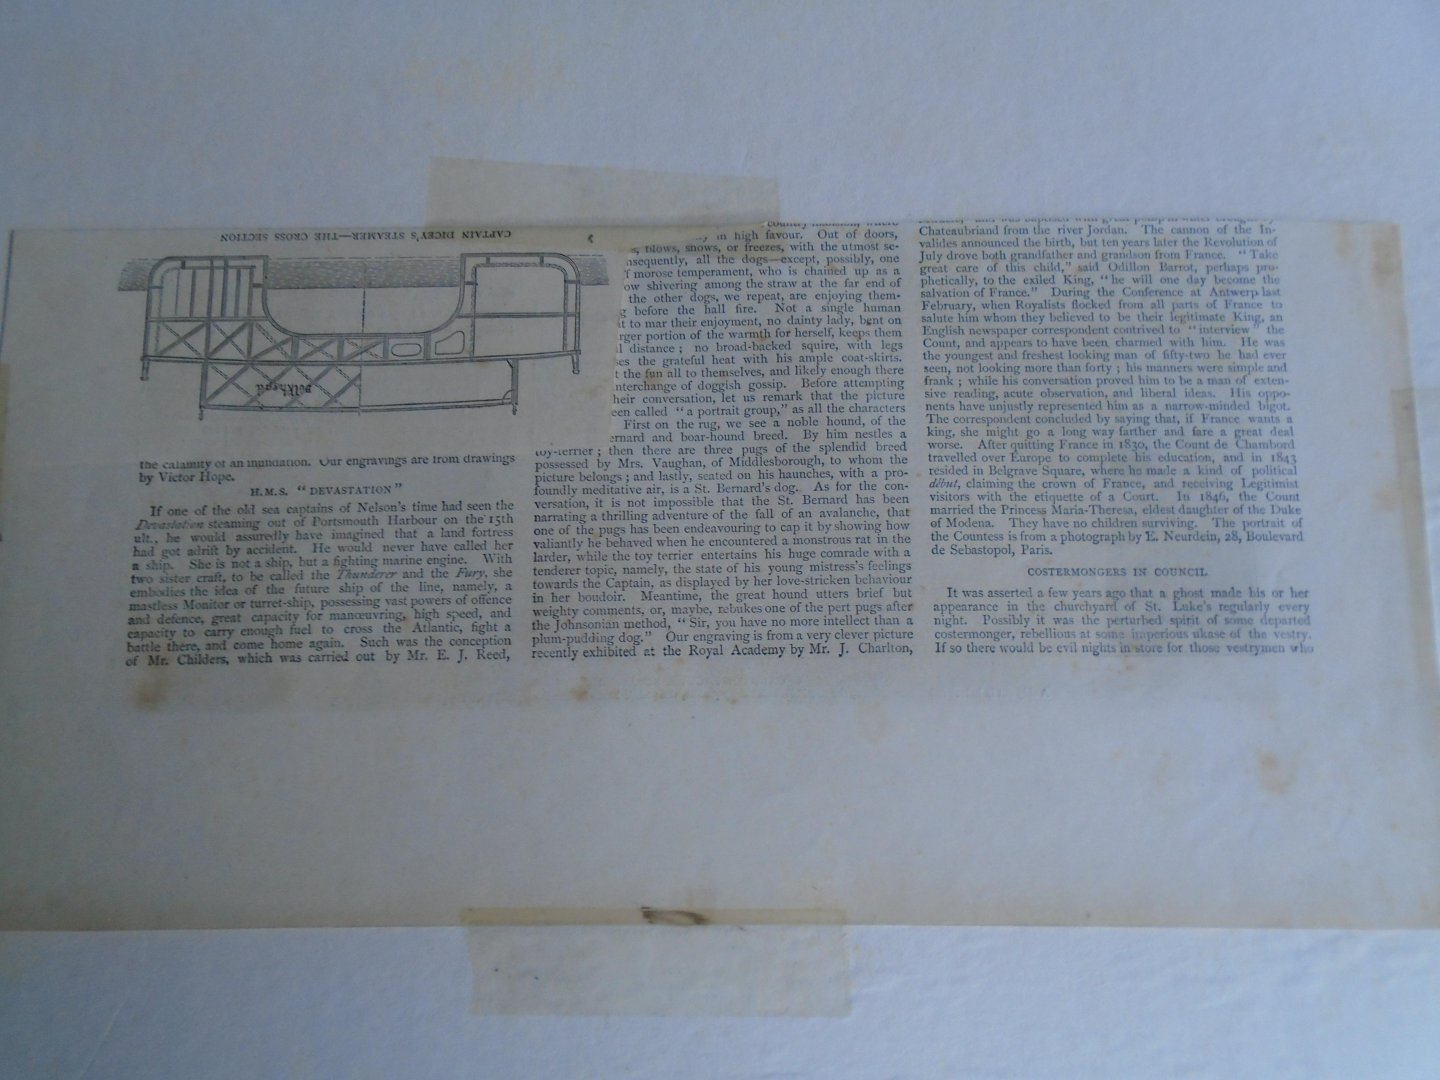 CAPTAIN DICEY'S STEAMER—THE CROSS SECTION
the calamity of an inundation. Our engravings are from drawings
by Victor Hope.
H.M.S. "DEVASTATION"
If one of the old sea captains of Nelson's time had seen the
Devastation steaming out of Portsmouth Harbour on the 15th
ult., he would assuredly have imagined that a land fortress
had got adrift by accident. He would never have called her
a ship. She is not a ship, but a fighting marine engine. With
two sister craft, to be called the Thunderer and the Fury, she
embodies the idea of the future ship of the line, namely, a
mastless Monitor or turret-ship, possessing vast powers of offence
and defence, great capacity for manœuvring, high speed, and
capacity to carry enough fuel to cross the Atlantic, fight a
battle there, and come home again. Such was the conception
of Mr. Childers, which was carried out by Mr. E. J. Reed,
country mansion, where
in high favour. Out of doors,
blows, snows, or freezes, with the utmost se-
nsequently, all the dogs—except, possibly, one
f morose temperament, who is chained up as a
ow shivering among the straw at the far end of
the other dogs, we repeat, are enjoying them-
g before the hall fire. Not a single human
to mar their enjoyment, no dainty lady, bent on
rger portion of the warmth for herself, keeps them
l distance; no broad-backed squire, with legs
ses the grateful heat with his ample coat-skirts.
t the fun all to themselves, and likely enough there
nterchange of doggish gossip. Before attempting
heir conversation, let us remark that the picture
een called "a portrait group," as all the characters
First on the rug, we see a noble hound, of the
ernard and boar-hound breed. By him nestles a
toy-terrier; then there are three pugs of the splendid breed
possessed by Mrs. Vaughan, of Middlesborough, to whom the
picture belongs; and lastly, seated on his haunches, with a pro-
foundly meditative air, is a St. Bernard's dog. As for the con-
versation, it is not impossible that the St. Bernard has been
narrating a thrilling adventure of the fall of an avalanche, that
one of the pugs has been endeavouring to cap it by showing how
valiantly he behaved when he encountered a monstrous rat in the
larder, while the toy terrier entertains his huge comrade with a
tenderer topic, namely, the state of his young mistress's feelings
towards the Captain, as displayed by her love-stricken behaviour
in her boudoir. Meantime, the great hound utters brief but
weighty comments, or, maybe, rebukes one of the pert pugs after
the Johnsonian method, "Sir, you have no more intellect than a
plum-pudding dog." Our engraving is from a very clever picture
recently exhibited at the Royal Academy by Mr. J. Charlton,
Chateaubriand from the river Jordan. The cannon of the In-
valides announced the birth, but ten years later the Revolution of
July drove both grandfather and grandson from France. "Take
great care of this child," said Odillon Barrot, perhaps pro-
phetically, to the exiled King, "he will one day become the
salvation of France." During the Conference at Antwerp last
February, when Royalists flocked from all parts of France to
salute him whom they believed to be their legitimate King, an
English newspaper correspondent contrived to "interview" the
Count, and appears to have been charmed with him. He was
the youngest and freshest looking man of fifty-two he had ever
seen, not looking more than forty; his manners were simple and
frank; while his conversation proved him to be a man of exten-
sive reading, acute observation, and liberal ideas. His oppo-
nents have unjustly represented him as a narrow-minded bigot.
The correspondent concluded by saying that, if France wants a
king, she might go a long way farther and fare a great deal
worse. After quitting France in 1830, the Count de Chambord
travelled over Europe to complete his education, and in 1843
resided in Belgrave Square, where he made a kind of political
début, claiming the crown of France, and receiving Legitimist
visitors with the etiquette of a Court. In 1846, the Count
married the Princess Maria-Theresa, eldest daughter of the Duke
of Modena. They have no children surviving. The portrait of
the Countess is from a photograph by E. Neurdein, 28, Boulevard
de Sebastopol, Paris.
COSTERMONGERS IN COUNCIL
It was asserted a few years ago that a ghost made his or her
appearance in the churchyard of St. Luke's regularly every
night. Possibly it was the perturbed spirit of some departed
costermonger, rebellious at some imperious ukase of the vestry.
If so there would be evil nights in store for those vestrymen who